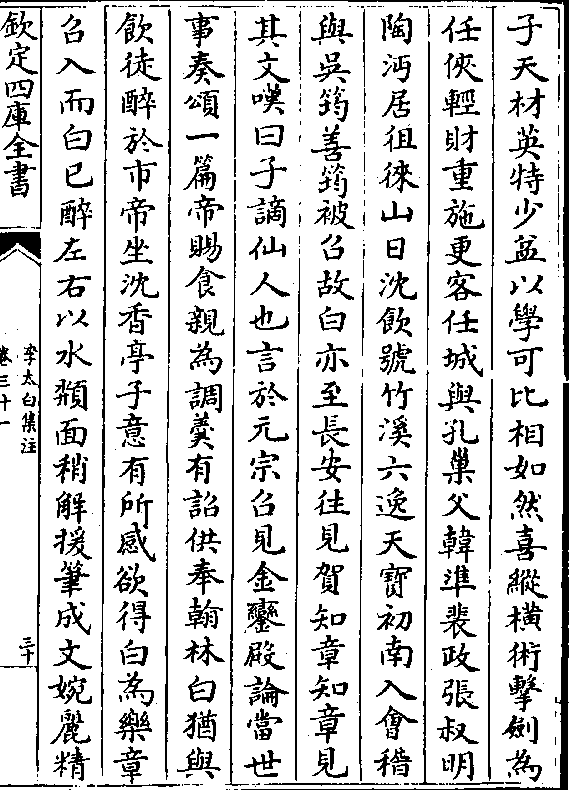 子天材英特少益以學可比相如然喜縱橫術擊劍為
任俠輕財重施更客任城與孔巢父韓準裴政張叔明
陶沔居徂徠山日沈飲號竹溪六逸天寳初南入會稽
與吳筠善筠被召故白亦至長安往見賀知章知章見
其文嘆曰子謫仙人也言於元宗召見金鑾殿論當世
事奏頌一篇帝賜食親為調羹有詔供奉翰林白猶與
飲徒醉於市帝坐沈香亭子意有所感欲得白為樂章
召入而白已醉左右以水頮面稍解援筆成文婉麗精
欽定四庫全書
李太白集注
卷三十一
三十